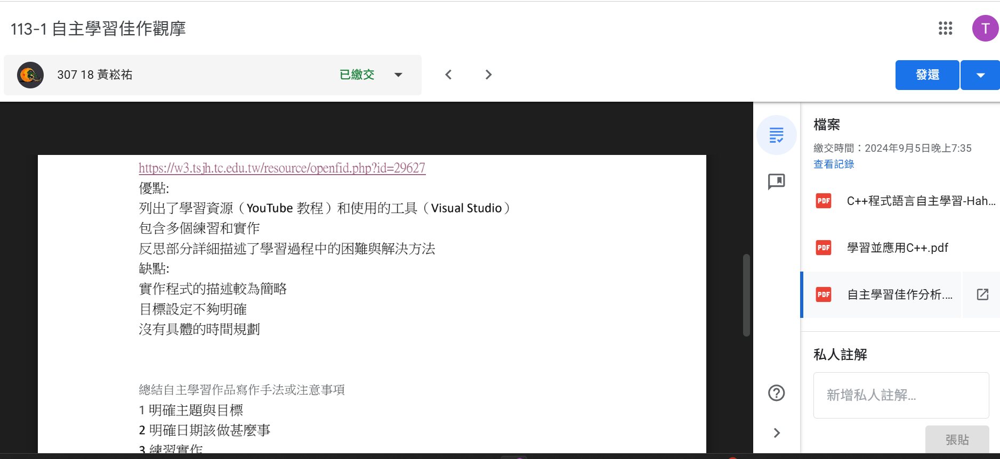 113-1 自主學習佳作觀摩
T
307 18 黃崧祐
已繳交
發還
https://w3.tsjh.tc.edu.tw/resource/openfid.php?id=29627
優點:
列出了學習資源（YouTube 教程）和使用的工具（Visual Studio）
包含多個練習和實作
反思部分詳細描述了學習過程中的困難與解決方法
缺點:
實作程式的描述較為簡略
目標設定不夠明確
沒有具體的時間規劃
總結自主學習作品寫作手法或注意事項
1 明確主題與目標
2 明確日期該做甚麼事
3 練習實作
檔案
繳交時間：2024年9月5日晚上7:35
查看記錄
PDF C++程式語言自主學習-Hah...
PDF 學習並應用C++.pdf
PDF 自主學習佳作分析....
私人註解
新增私人註解...
張貼